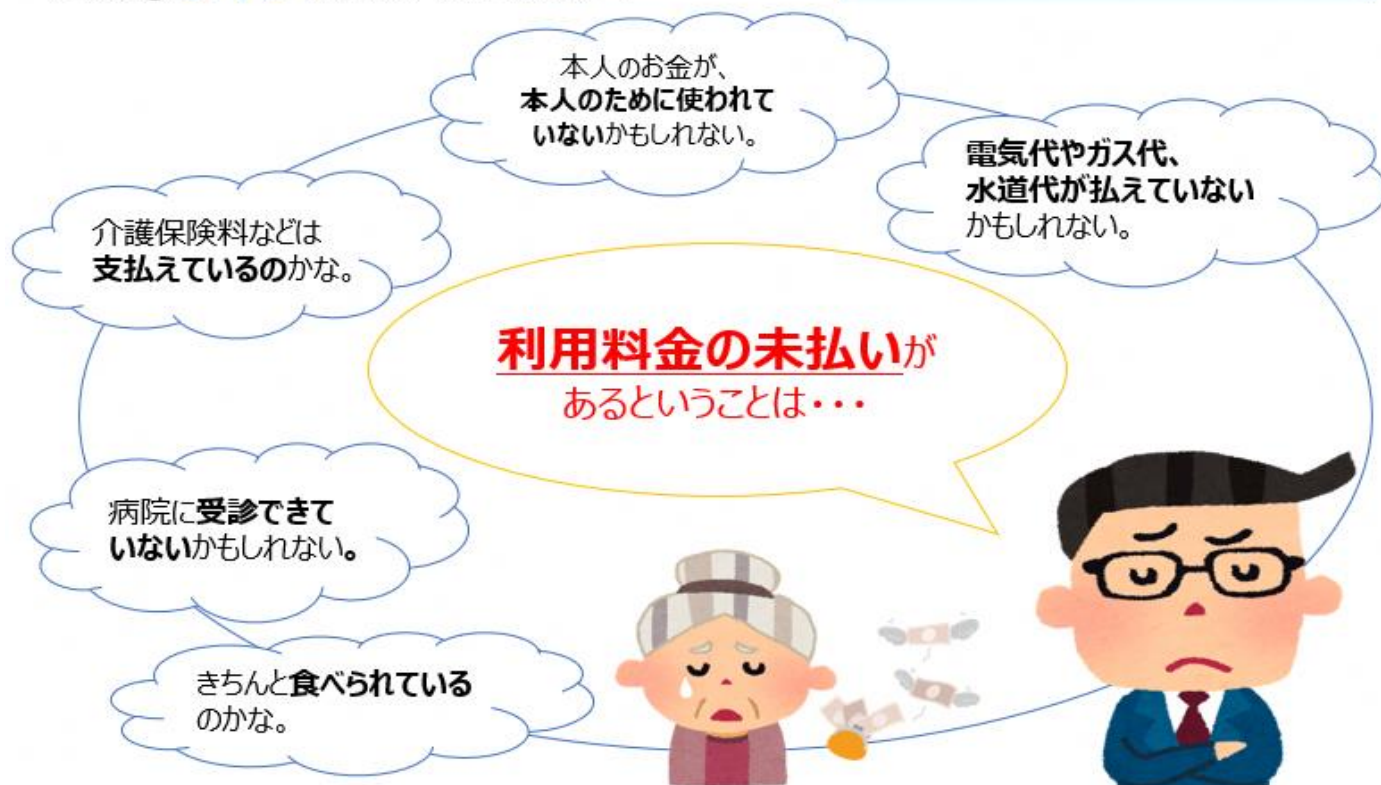 本人のお金が、
本人のために使われて
いないかもしれない。
電気代やガス代、
水道代が払えていない
かもしれない。
介護保険料などは
支払えているのかな。
利用料金の未払いが
あるということは・・・
病院に受診できて
いないかもしれない。
きちんと食べられている
のかな。